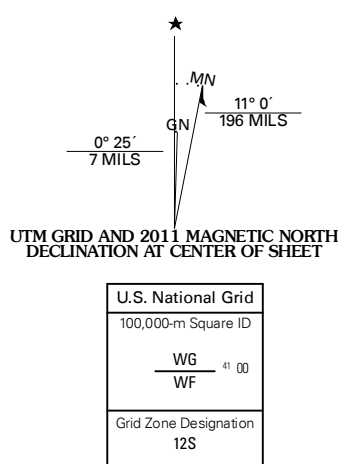 ★
MN
GN
11° 0´
196 MILS
0° 25´
7 MILS
UTM GRID AND 2011 MAGNETIC NORTH
DECLINATION AT CENTER OF SHEET
U.S. National Grid
100,000-m Square ID
WG
41 00
WF
Grid Zone Designation
12S